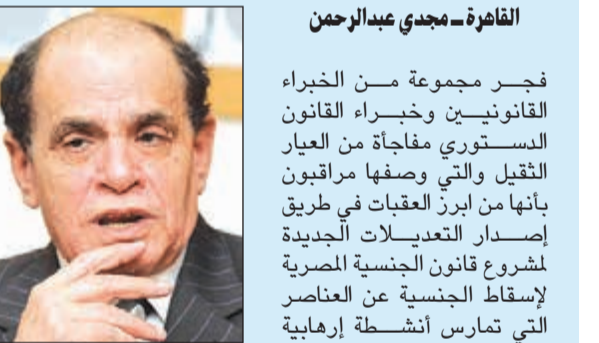 القاهرة ـ مجدي عبدالرحمن
فجر مجموعة من الخبراء
القانونيين وخبراء القانون
الدستوري مفاجأة من العيار
الثقيل والتي وصفها مراقبون
بأنها من ابرز العقبات في طريق
إصدار التعديلات الجديدة
لمشروع قانون الجنسية المصرية
لإسقاط الجنسية عن العناصر
التي تمارس أنشطة إرهابية